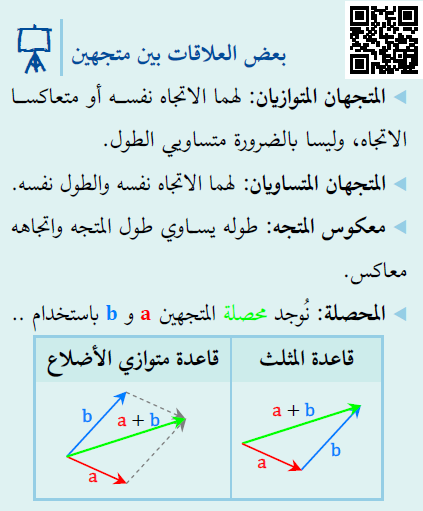 بعض العلاقات بين متجهين
المتجهان المتوازيان: لهما الاتجاه نفسه أو متعاكسا
الاتجاه، وليسا بالضرورة متساويي الطول.
المتجهان المتساويان: لهما الاتجاه نفسه والطول نفسه.
معكوس المتجه: طوله يساوي طول المتجه واتجاهه
معاكس.
المحصلة: نُوجد محصلة المتجهين a و b باستخدام ..
قاعدة المثلث
قاعدة متوازي الأضلاع
a + b
a
b
b
a + b
a